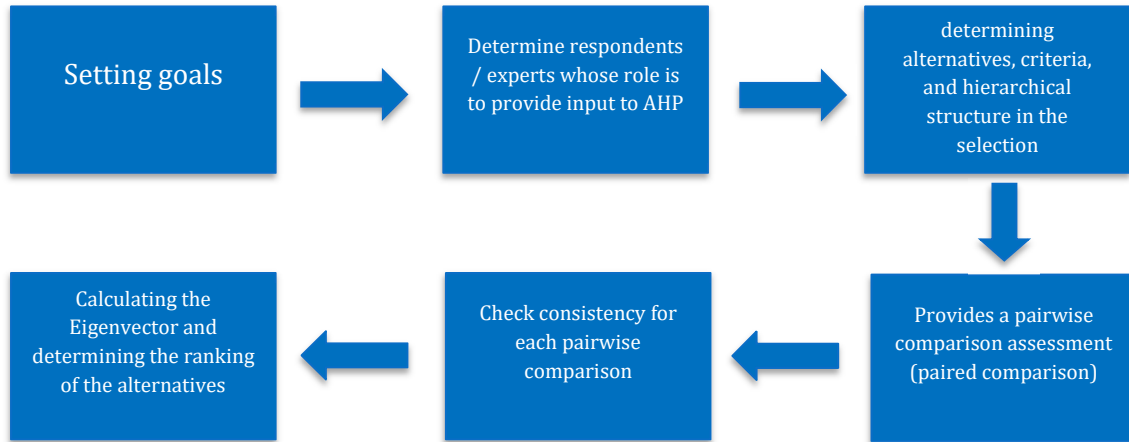 Setting goals
Determine respondents
/ experts whose role is
to provide input to AHP
determining
alternatives, criteria,
and hierarchical
structure in the
selection
Provides a pairwise
comparison assessment
(paired comparison)
Check consistency for
each pairwise
comparison
Calculating the
Eigenvector and
determining the ranking
of the alternatives